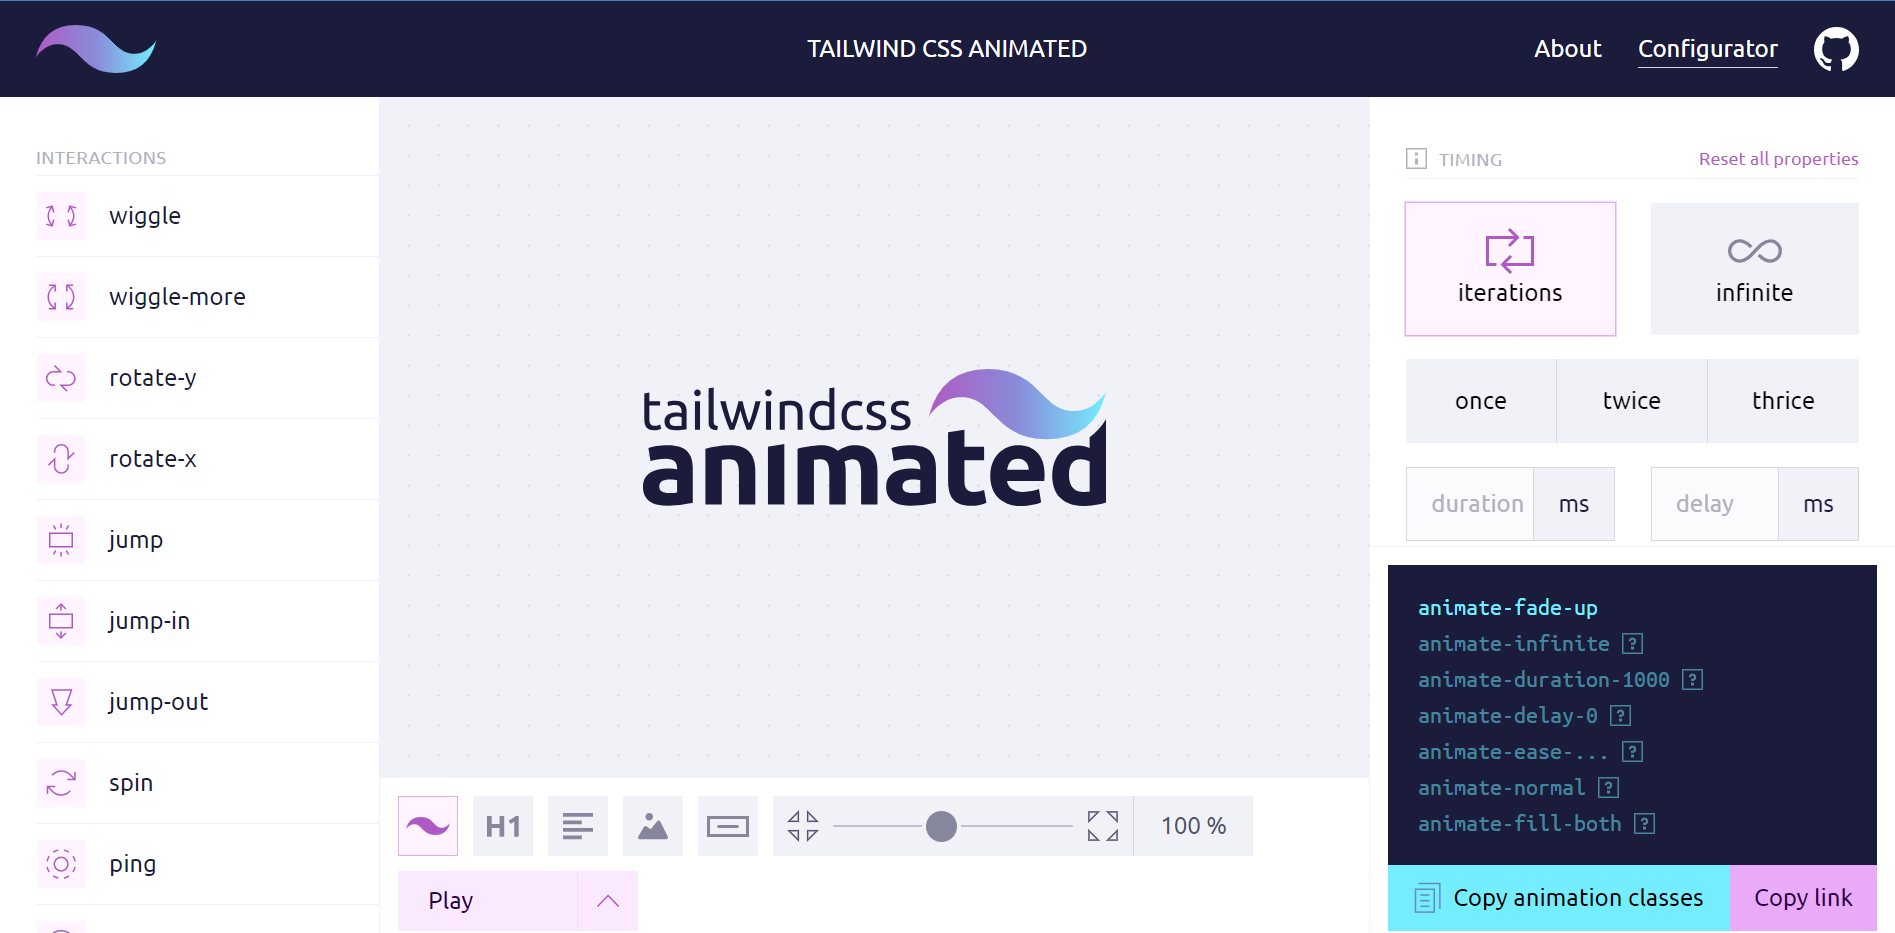 TAILWIND CSS ANIMATED
About
Configurator
INTERACTIONS
wiggle
wiggle-more
rotate-y
rotate-x
jump
jump-in
jump-out
spin
ping
tailwindcss
animated
H1
100 %
Play
TIMING
Reset all properties
iterations
infinite
once
twice
thrice
duration ms
delay ms
animate-fade-up
animate-infinite ?
animate-duration-1000 ?
animate-delay-0 ?
animate-ease-... ?
animate-normal ?
animate-fill-both ?
Copy animation classes
Copy link